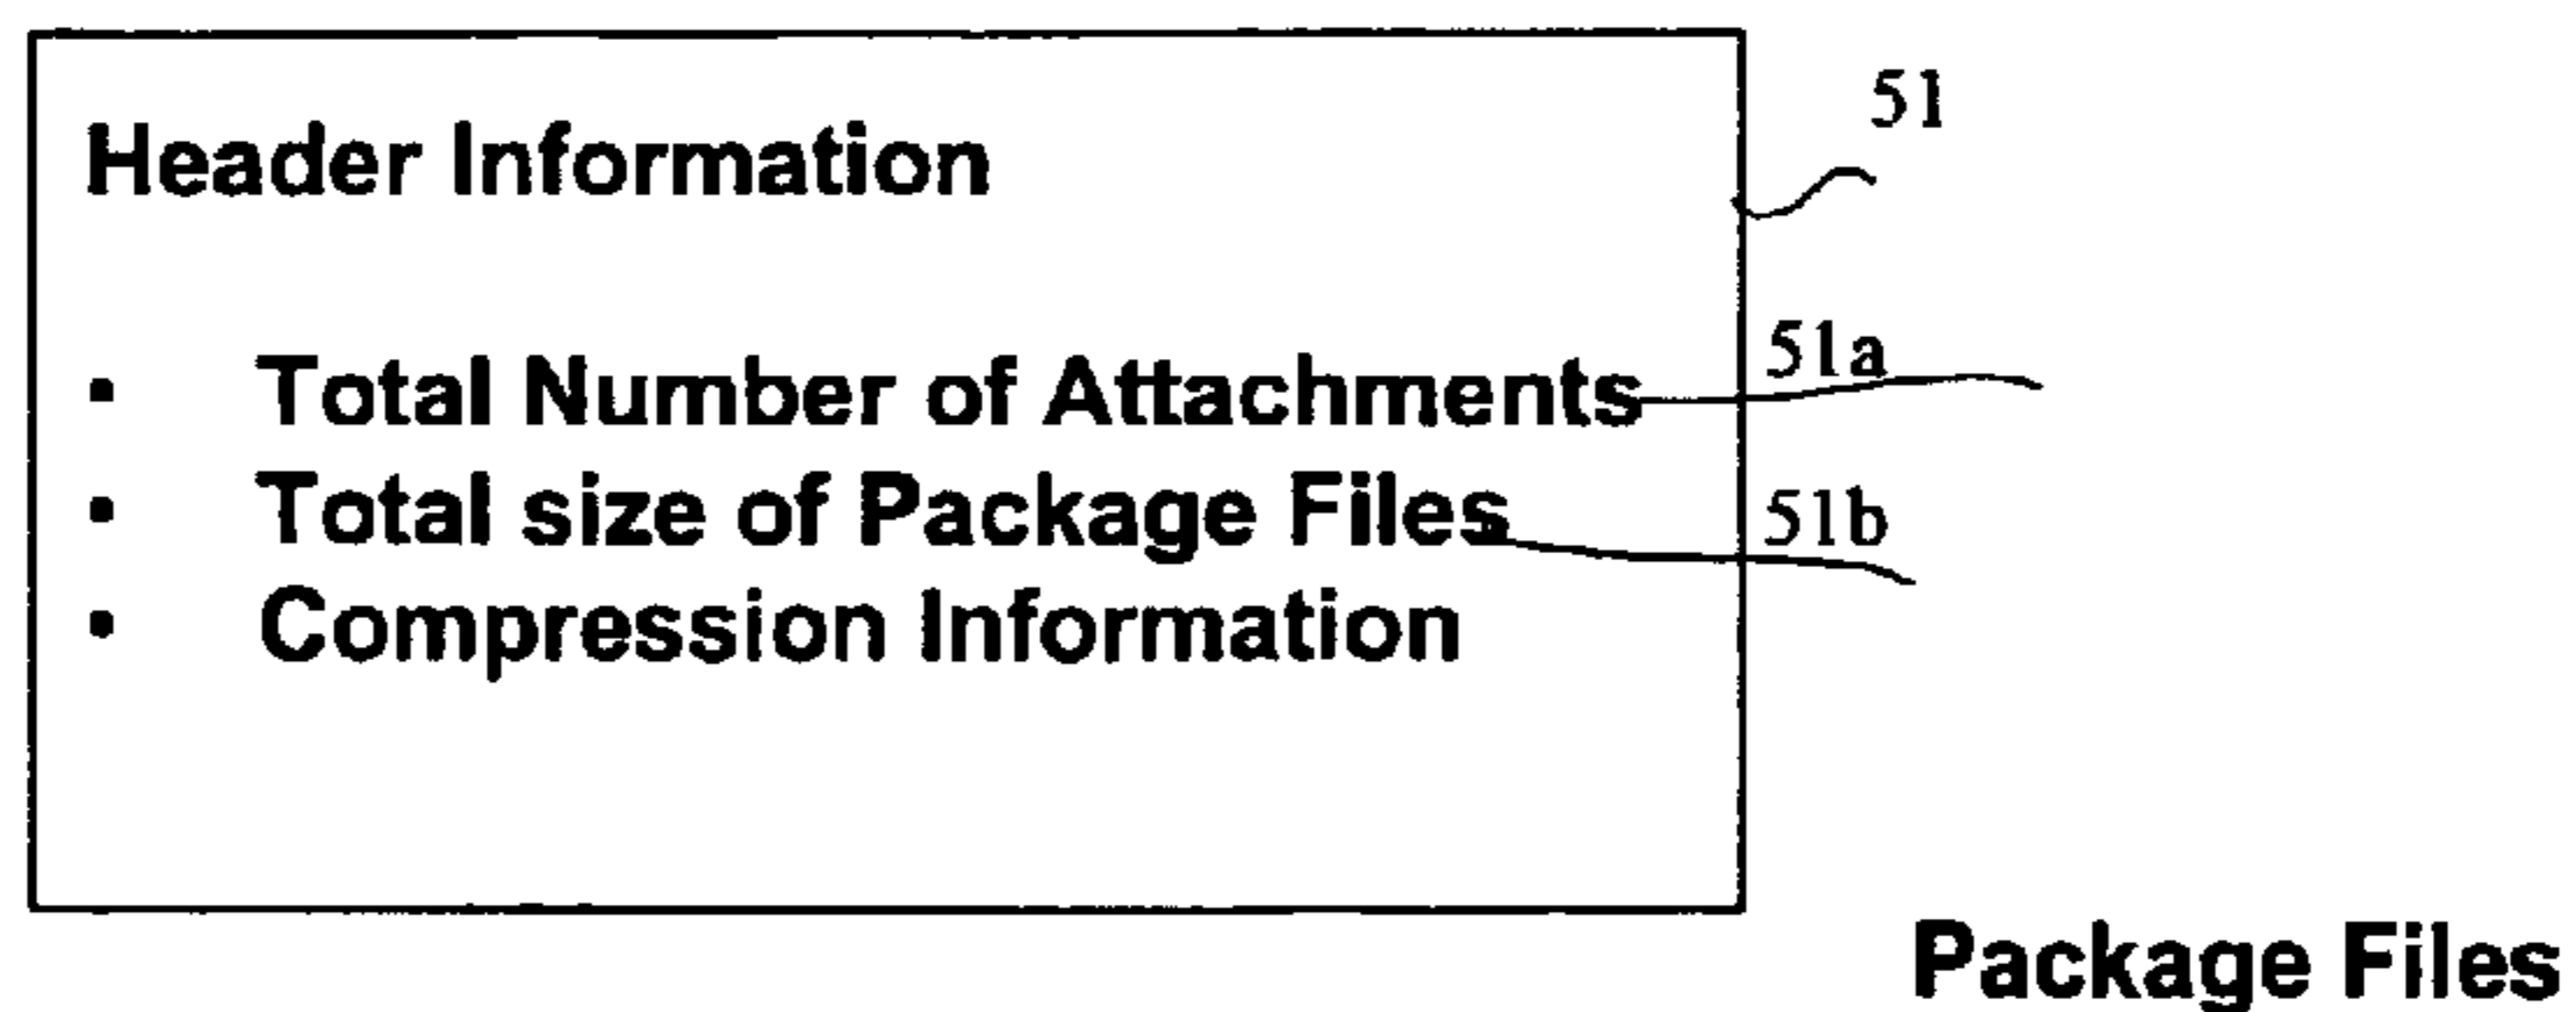 Header Information
51
• Total Number of Attachments
51a
• Total size of Package Files
51b
• Compression Information
Package Files